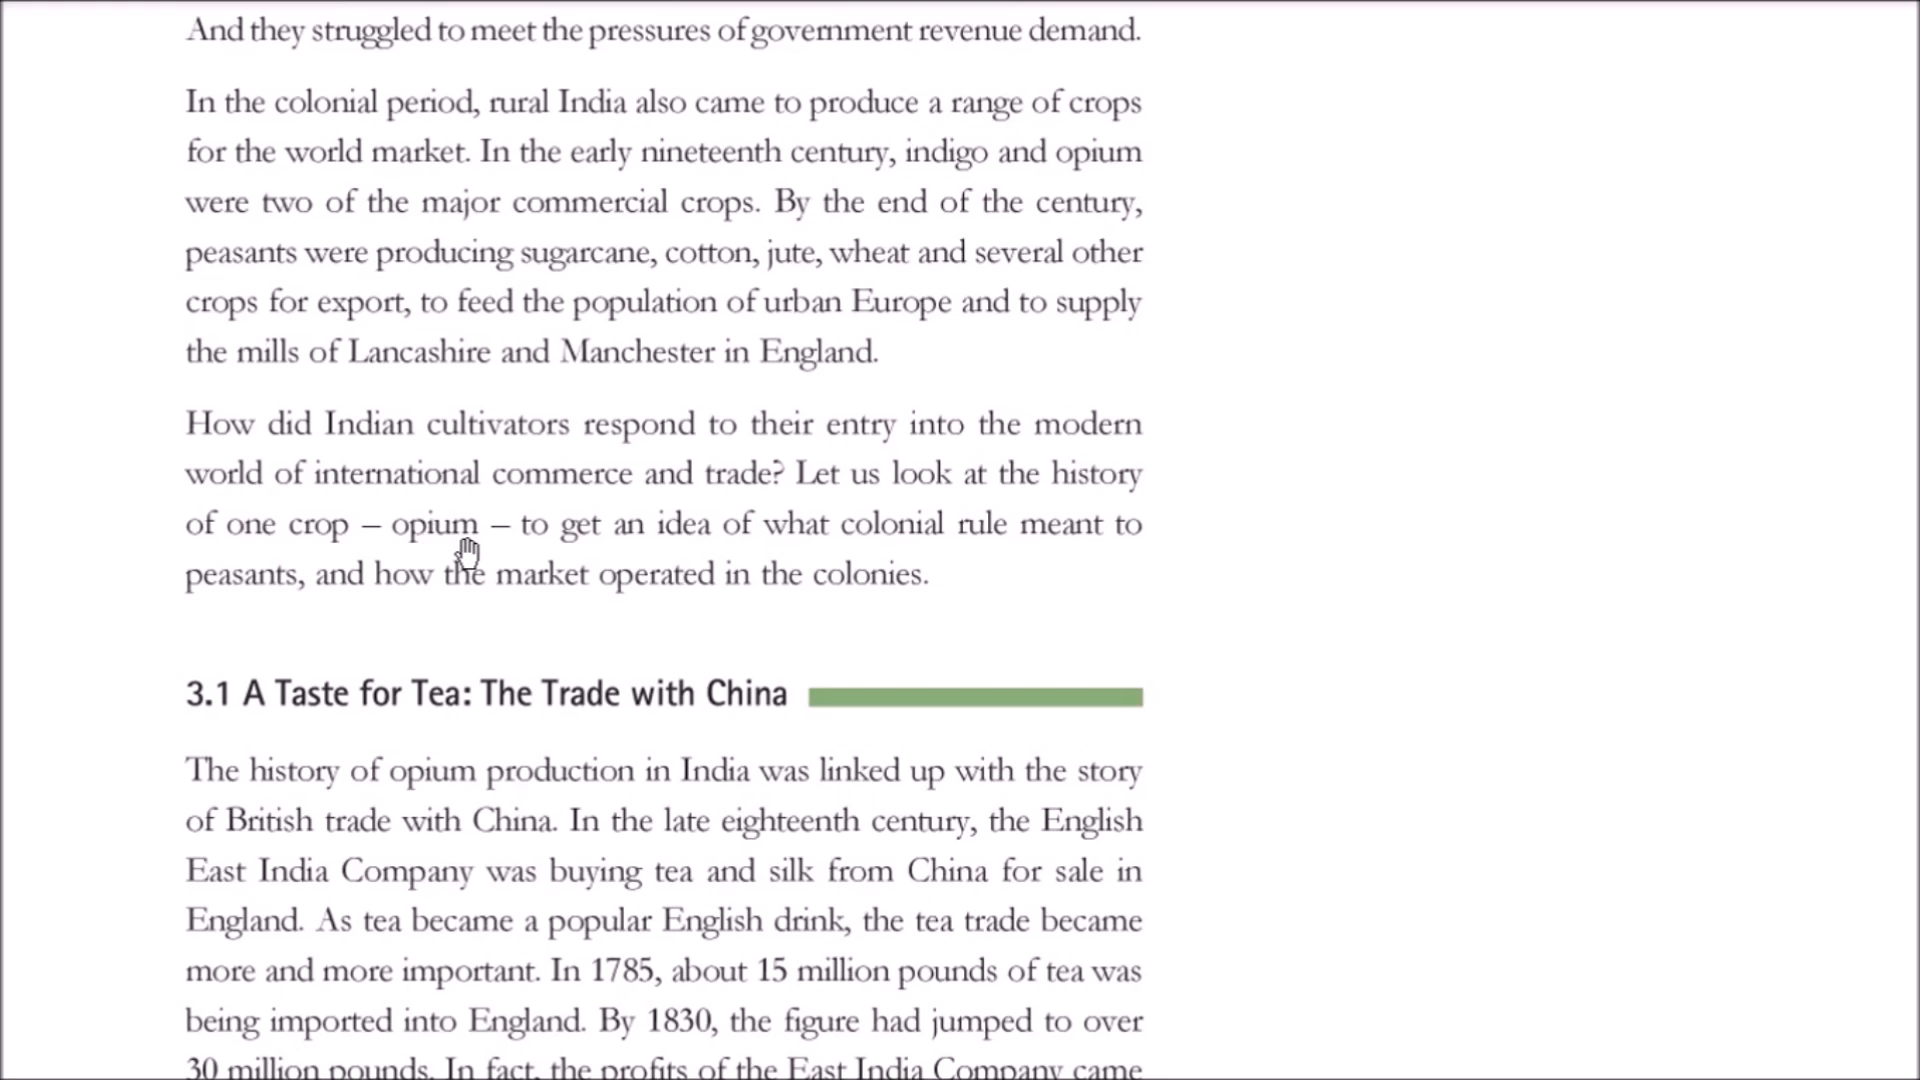 And they struggled to meet the pressures of government revenue demand.
In the colonial period, rural India also came to produce a range of crops
for the world market. In the early nineteenth century, indigo and opium
were two of the major commercial crops. By the end of the century,
peasants were producing sugarcane, cotton, jute, wheat and several other
crops for export, to feed the population of urban Europe and to supply
the mills of Lancashire and Manchester in England.
How did Indian cultivators respond to their entry into the modern
world of international commerce and trade? Let us look at the history
of one crop – opium – to get an idea of what colonial rule meant to
peasants, and how the market operated in the colonies.
3.1 A Taste for Tea: The Trade with China
The history of opium production in India was linked up with the story
of British trade with China. In the late eighteenth century, the English
East India Company was buying tea and silk from China for sale in
England. As tea became a popular English drink, the tea trade became
more and more important. In 1785, about 15 million pounds of tea was
being imported into England. By 1830, the figure had jumped to over
30 million pounds. In fact, the profits of the East India Company came